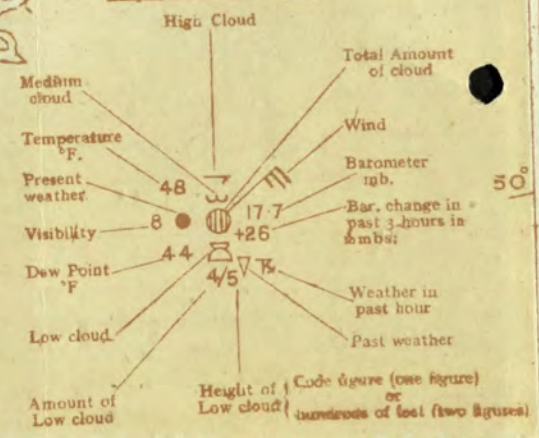 High Cloud
Total Amount
of cloud
Medium
cloud
Wind
Temperature
°F.
Barometer
mb.
48
50°
Present
weather
17·7
Bar. change in
past 3-hours in
Visibility
8
+26
Dew Point
°F
44
4/5
Weather in
past hour
Low cloud
Past weather
Amount of
Low cloud
Height of
Low cloud
Code figure (one figure)
or
hundreds of feet (two figures)